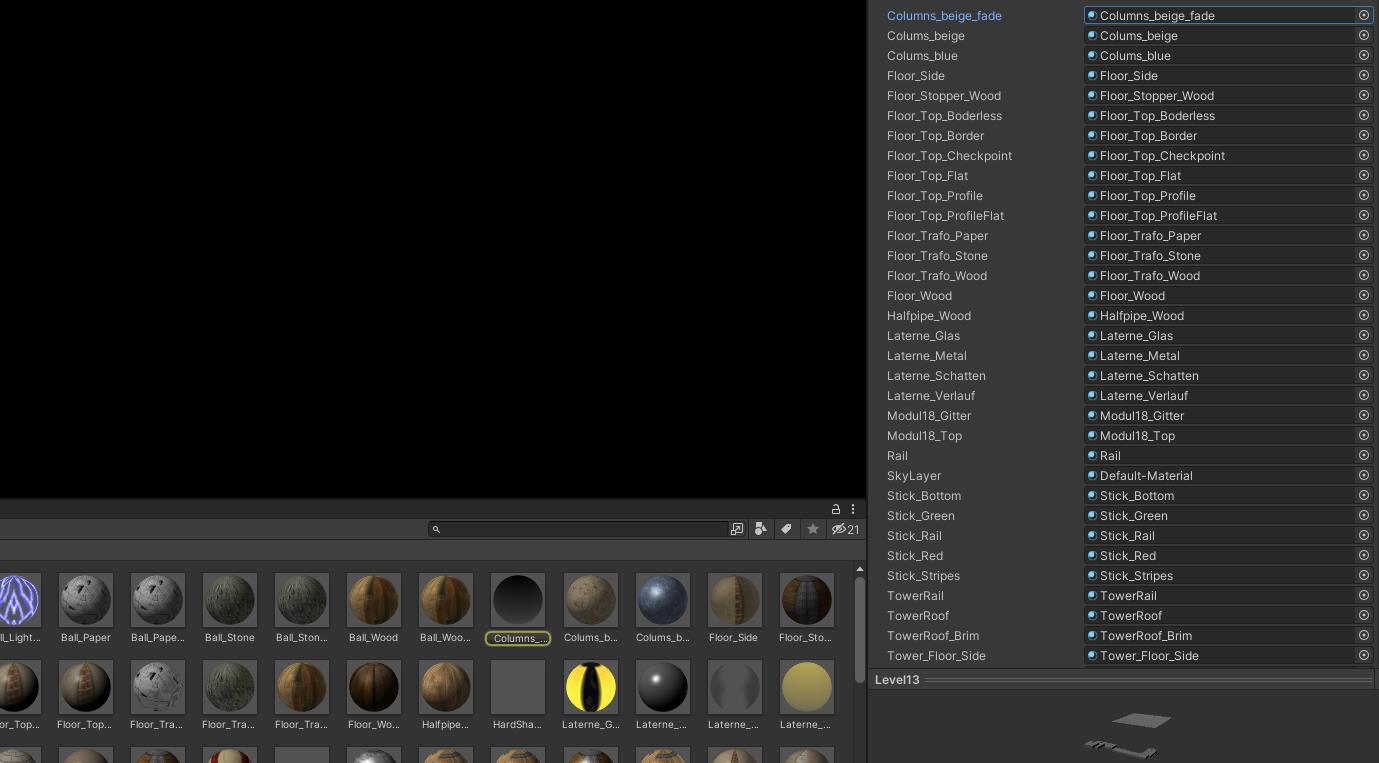 Columns_beige_fade Columns_beige_fade
Colums_beige Colums_beige
Colums_blue Colums_blue
Floor_Side Floor_Side
Floor_Stopper_Wood Floor_Stopper_Wood
Floor_Top_Boderless Floor_Top_Boderless
Floor_Top_Border Floor_Top_Border
Floor_Top_Checkpoint Floor_Top_Checkpoint
Floor_Top_Flat Floor_Top_Flat
Floor_Top_Profile Floor_Top_Profile
Floor_Top_ProfileFlat Floor_Top_ProfileFlat
Floor_Trafo_Paper Floor_Trafo_Paper
Floor_Trafo_Stone Floor_Trafo_Stone
Floor_Trafo_Wood Floor_Trafo_Wood
Floor_Wood Floor_Wood
Halfpipe_Wood Halfpipe_Wood
Laterne_Glas Laterne_Glas
Laterne_Metal Laterne_Metal
Laterne_Schatten Laterne_Schatten
Laterne_Verlauf Laterne_Verlauf
Modul18_Gitter Modul18_Gitter
Modul18_Top Modul18_Top
Rail Rail
SkyLayer Default-Material
Stick_Bottom Stick_Bottom
Stick_Green Stick_Green
Stick_Rail Stick_Rail
Stick_Red Stick_Red
Stick_Stripes Stick_Stripes
TowerRail TowerRail
TowerRoof TowerRoof
TowerRoof_Brim TowerRoof_Brim
Tower_Floor_Side Tower_Floor_Side
Level13
21
ll_Light... Ball_Paper Ball_Pape... Ball_Stone Ball_Ston... Ball_Wood Ball_Woo... Columns_... Colums_b... Colums_b... Floor_Side Floor_Sto...
or_Top... Floor_Top... Floor_Tra... Floor_Tra... Floor_Tra... Floor_Wo... Halfpipe... HardSha... Laterne_G... Laterne_... Laterne_... Laterne_...